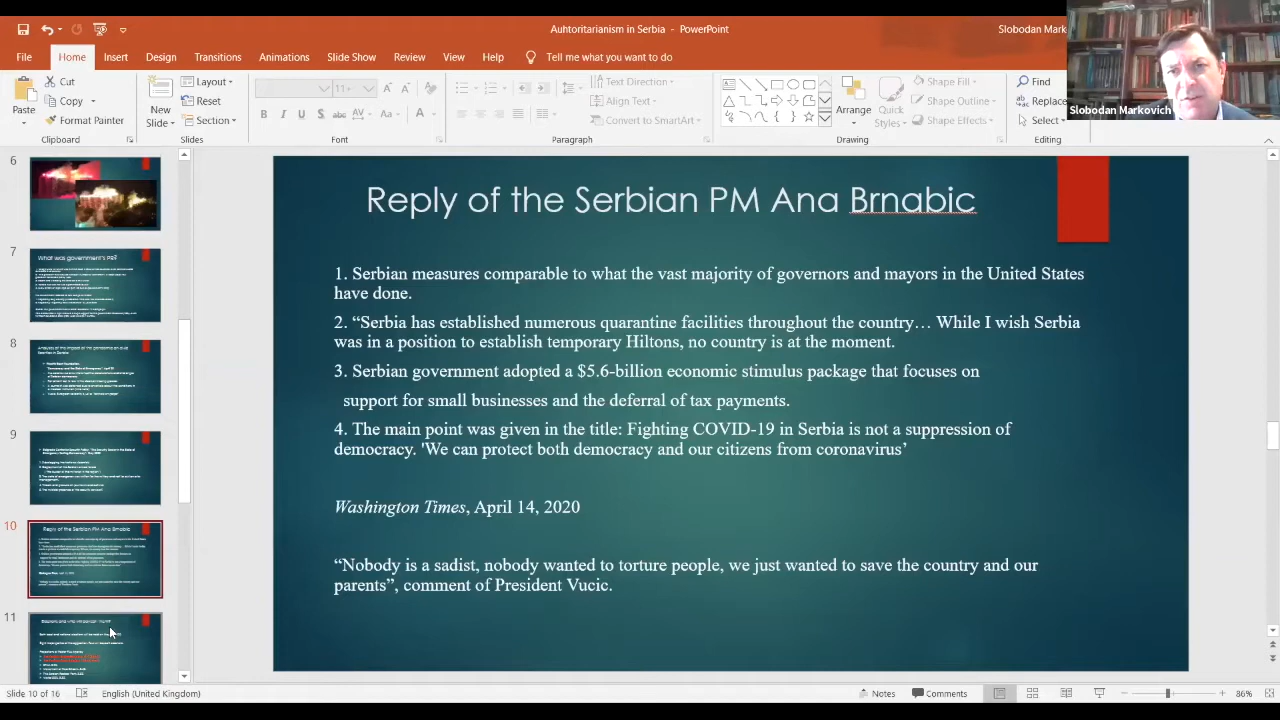 Auhtoritarianism in Serbia - PowerPoint
Slobodan Mark
File Home Insert Design Transitions Animations Slide Show Review View Help Tell me what you want to do
Paste
Cut
Copy
Format Painter
Clipboard
New
Slide
Layout
Reset
Section
Slides
Font
Text Direction
Align Text
Convert to SmartArt
Paragraph
Arrange
Quick
Styles
Shape Fill
Shape Outline
Shape Effects
Drawing
Find
Replace
Select
Editing
Slobodan Markovich
6
7
What was government's PR?
8
9
10
Reply of the Serbian PM Ana Brnabic
11
Reply of the Serbian PM Ana Brnabic
1. Serbian measures comparable to what the vast majority of governors and mayors in the United States
have done.
2. “Serbia has established numerous quarantine facilities throughout the country… While I wish Serbia
was in a position to establish temporary Hiltons, no country is at the moment.
3. Serbian government adopted a $5.6-billion economic stimulus package that focuses on
support for small businesses and the deferral of tax payments.
4. The main point was given in the title: Fighting COVID-19 in Serbia is not a suppression of
democracy. 'We can protect both democracy and our citizens from coronavirus’
Washington Times, April 14, 2020
“Nobody is a sadist, nobody wanted to torture people, we just wanted to save the country and our
parents”, comment of President Vucic.
Slide 10 of 16 English (United Kingdom) Notes Comments 86%